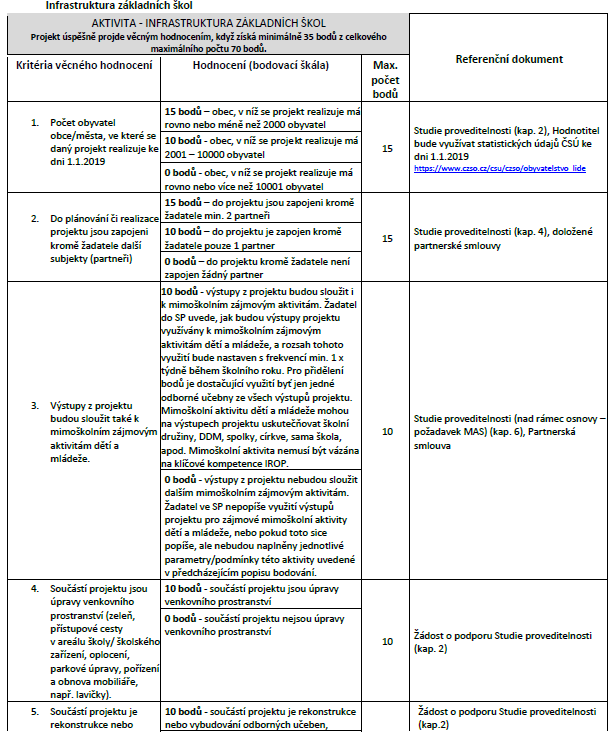 Infrastruktura základních škol
AKTIVITA - INFRASTRUKTURA ZÁKLADNÍCH ŠKOL
Projekt úspěšně projde věcným hodnocením, když získá minimálně 35 bodů z celkového
maximálního počtu 70 bodů.
Referenční dokument
Kritéria věcného hodnocení
Hodnocení (bodovací škála)
Max.
počet
bodů
1. Počet obyvatel
obce/města, ve které se
daný projekt realizuje ke
dni 1.1.2019
15 bodů – obec, v níž se projekt realizuje má
rovno nebo méně než 2000 obyvatel
10 bodů - obec, v níž se projekt realizuje má
2001 – 10000 obyvatel
0 bodů - obec, v níž se projekt realizuje má
rovno nebo více než 10001 obyvatel
15
Studie proveditelnosti (kap. 2), Hodnotitel
bude využívat statistických údajů ČSÚ ke
dni 1.1.2019
https://www.czso.cz/csu/czso/obyvatelstvo_lide
2. Do plánování či realizace
projektu jsou zapojeni
kromě žadatele další
subjekty (partneři)
15 bodů – do projektu jsou zapojeni kromě
žadatele min. 2 partneři
10 bodů – do projektu je zapojen kromě
žadatele pouze 1 partner
0 bodů – do projektu kromě žadatele není
zapojen žádný partner
15
Studie proveditelnosti (kap. 4), doložené
partnerské smlouvy
3. Výstupy z projektu
budou sloužit také k
mimoškolním zájmovým
aktivitám dětí a
mládeže.
10 bodů - výstupy z projektu budou sloužit i
k mimoškolním zájmovým aktivitám. Žadatel
do SP uvede, jak budou výstupy projektu
využívány k mimoškolním zájmovým
aktivitám dětí a mládeže, a rozsah tohoto
využití bude nastaven s frekvencí min. 1 x
týdně během školního roku. Pro přidělení
bodů je dostačující využití byť jen jedné
odborné učebny ze všech výstupů projektu.
Mimoškolní aktivitu dětí a mládeže mohou
na výstupech projektu uskutečňovat školní
družiny, DDM, spolky, církve, sama škola,
apod. Mimoškolní aktivita nemusí být vázána
na klíčové kompetence IROP.
0 bodů - výstupy z projektu nebudou sloužit
dalším mimoškolním zájmovým aktivitám.
Žadatel ve SP nepopíše využití výstupů
projektu pro zájmové mimoškolní aktivity
dětí a mládeže, nebo pokud toto sice
popíše, ale nebudou naplněny jednotlivé
parametry/podmínky této aktivity uvedené
v předcházejícím popisu bodování.
10
Studie proveditelnosti (nad rámec osnovy –
požadavek MAS) (kap. 6), Partnerská
smlouva
4. Součástí projektu jsou
úpravy venkovního
prostranství (zeleň,
přístupové cesty
v areálu školy/ školského
zařízení, oplocení,
parkové úpravy, pořízení
a obnova mobiliáře,
např. lavičky).
10 bodů - součástí projektu jsou úpravy
venkovního prostranství
0 bodů - součástí projektu nejsou úpravy
venkovního prostranství
10
Žádost o podporu Studie proveditelnosti
(kap. 2)
5. Součástí projektu je
rekonstrukce nebo
10 bodů - součástí projektu je rekonstrukce
nebo vybudování odborných učeben,
Žádost o podporu Studie proveditelnosti
(kap.2)